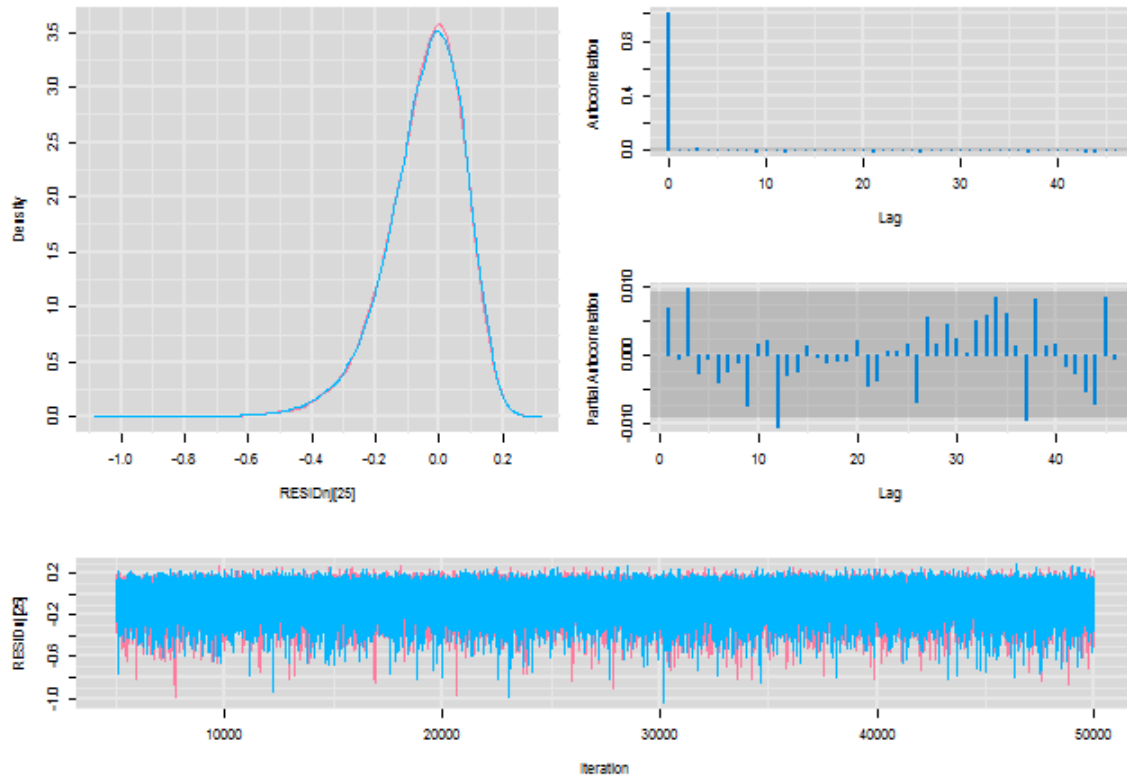 Density
0.0 0.5 1.0 1.5 2.0 2.5 3.0 3.5
-1.0 -0.8 -0.6 -0.4 -0.2 0.0 0.2
RESIDnj[25]
Autocorrelation
0.0 0.4 0.8
0 10 20 30 40
Lag
Partial Autocorrelation
-0.010 0.000 0.010
0 10 20 30 40
Lag
RESIDnj[25]
-1.0 -0.6 -0.2 0.2
10000 20000 30000 40000 50000
Iteration